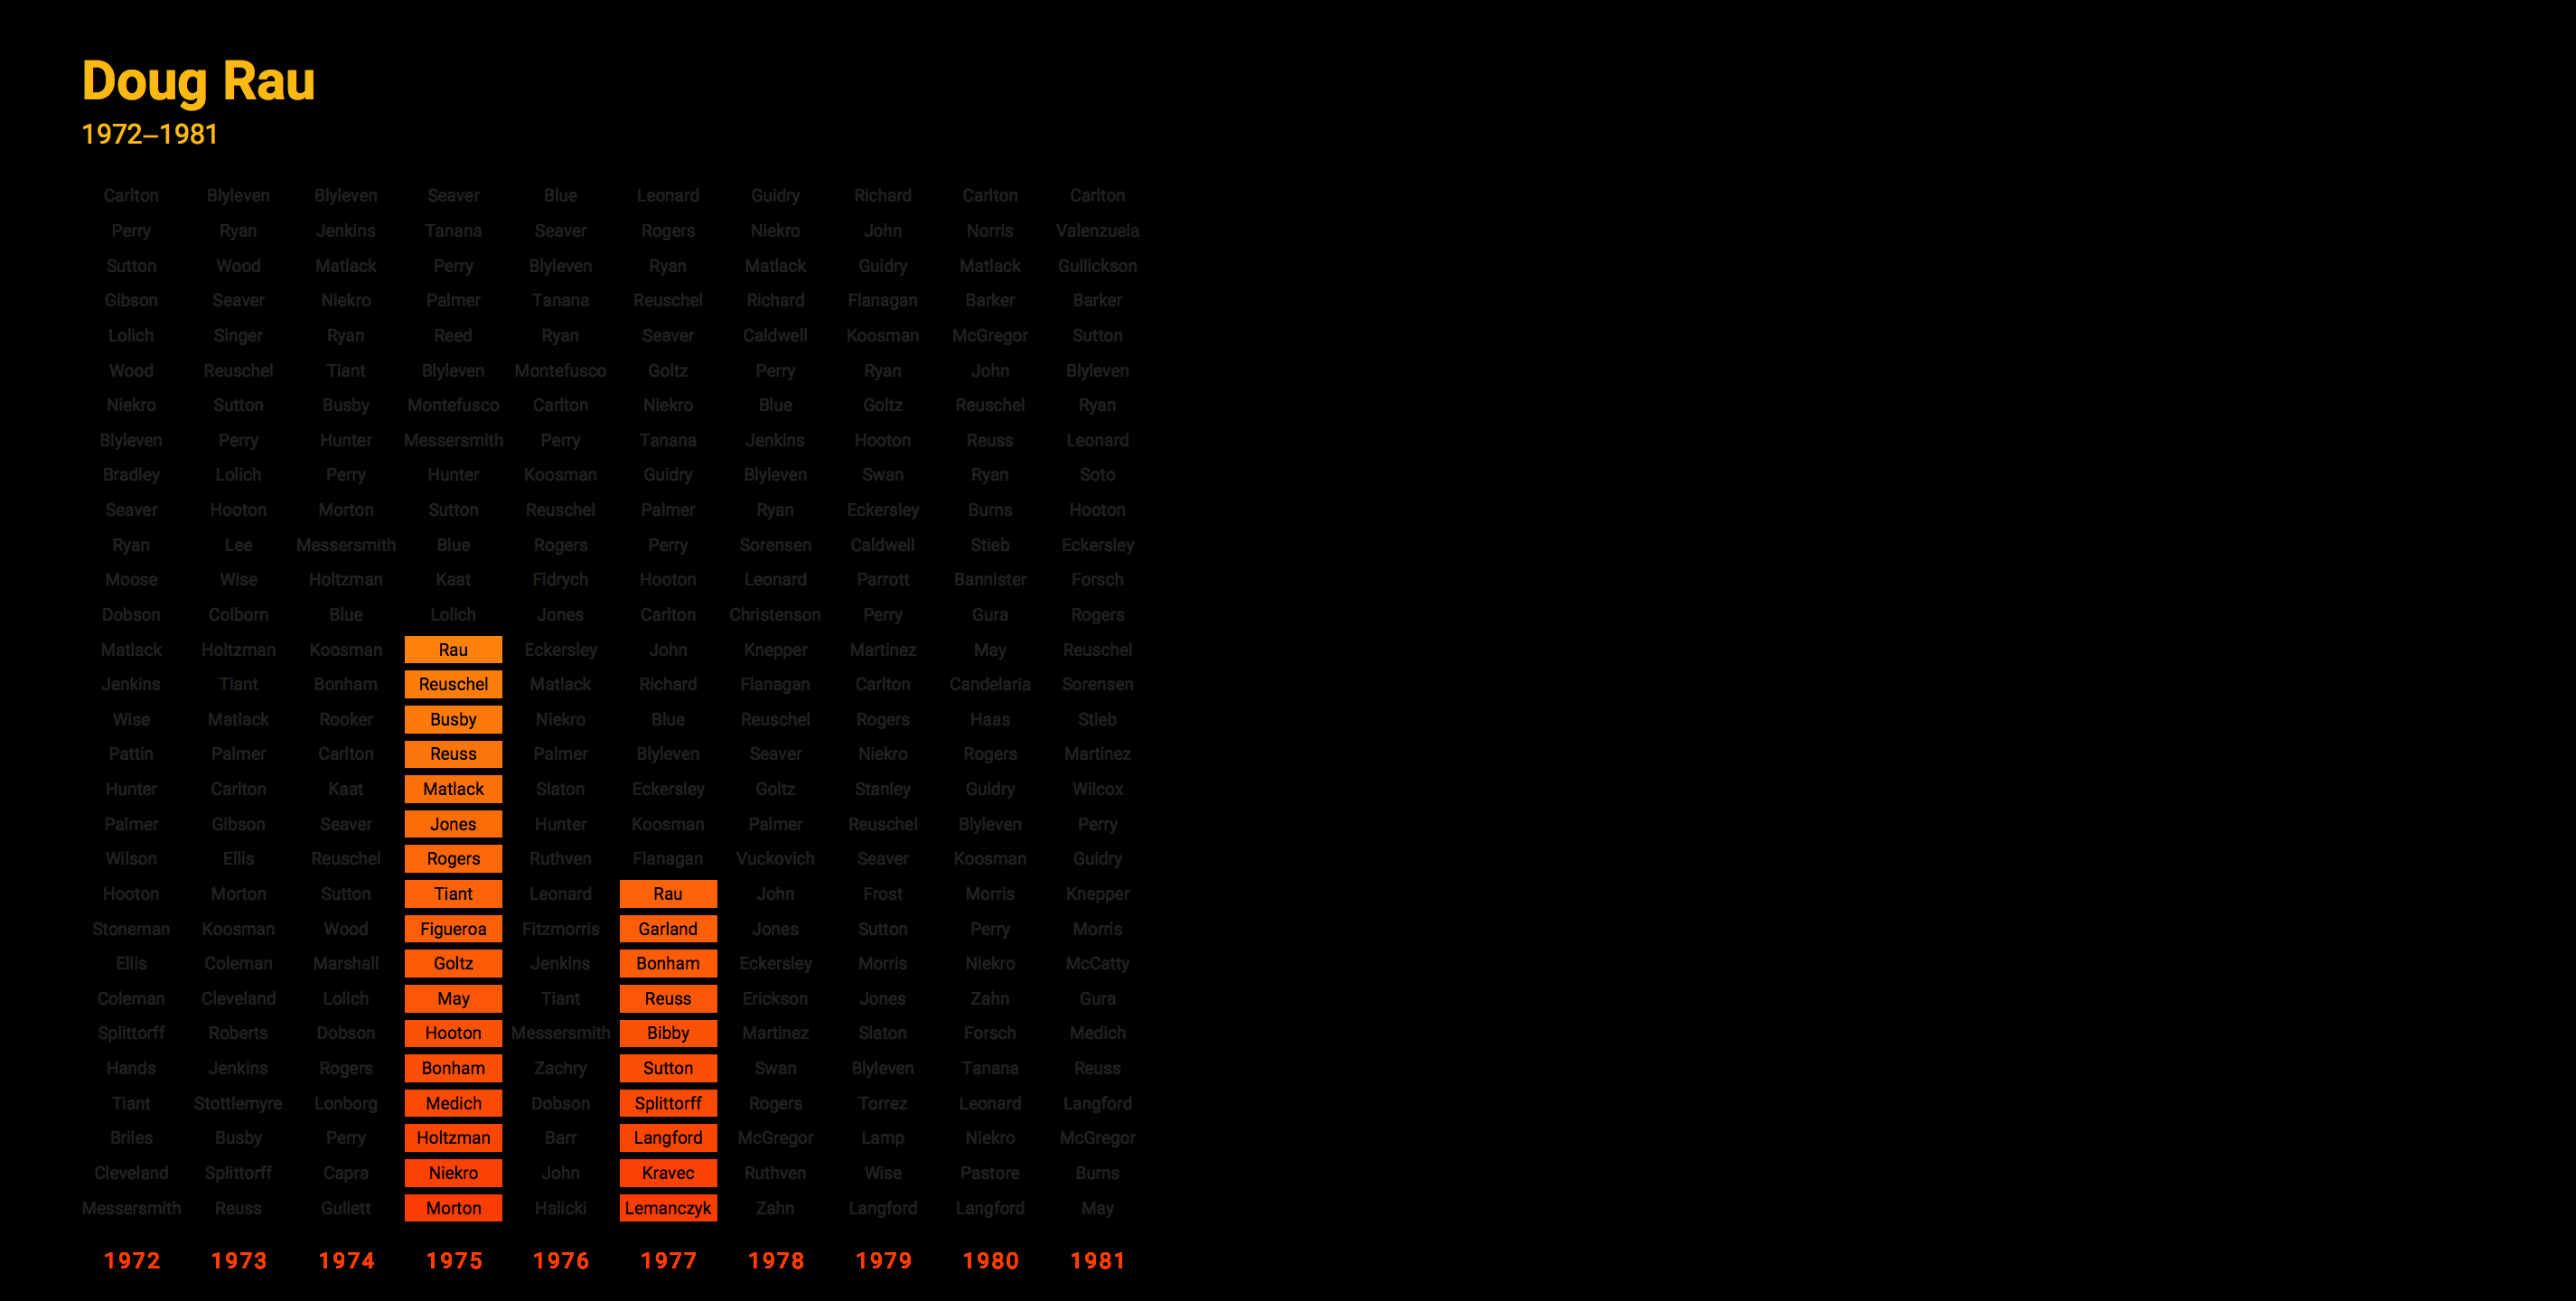 Doug Rau
1972–1981
Carlton Blyleven Blyleven Seaver Blue Leonard Guidry Richard Carlton Carlton
Perry Ryan Jenkins Tanana Seaver Rogers Niekro John Norris Valenzuela
Sutton Wood Matlack Perry Blyleven Ryan Matlack Guidry Matlack Gullickson
Gibson Seaver Niekro Palmer Tanana Reuschel Richard Flanagan Barker Barker
Lolich Singer Ryan Reed Ryan Seaver Caldwell Koosman McGregor Sutton
Wood Reuschel Tiant Blyleven Montefusco Goltz Perry Ryan John Blyleven
Niekro Sutton Busby Montefusco Carlton Niekro Blue Goltz Reuschel Ryan
Blyleven Perry Hunter Messersmith Perry Tanana Jenkins Hooton Reuss Leonard
Bradley Lolich Perry Hunter Koosman Guidry Blyleven Swan Ryan Soto
Seaver Hooton Morton Sutton Reuschel Palmer Ryan Eckersley Burns Hooton
Ryan Lee Messersmith Blue Rogers Perry Sorensen Caldwell Stieb Eckersley
Moose Wise Holtzman Kaat Fidrych Hooton Leonard Parrott Bannister Forsch
Dobson Colborn Blue Lolich Jones Carlton Christenson Perry Gura Rogers
Matlack Holtzman Koosman Rau Eckersley John Knepper Martinez May Reuschel
Jenkins Tiant Bonham Reuschel Matlack Richard Flanagan Carlton Candelaria Sorensen
Wise Matlack Rooker Busby Niekro Blue Reuschel Rogers Haas Stieb
Pattin Palmer Carlton Reuss Palmer Blyleven Seaver Niekro Rogers Martinez
Hunter Carlton Kaat Matlack Slaton Eckersley Goltz Stanley Guidry Wilcox
Palmer Gibson Seaver Jones Hunter Koosman Palmer Reuschel Blyleven Perry
Wilson Ellis Reuschel Rogers Ruthven Flanagan Vuckovich Seaver Koosman Guidry
Hooton Morton Sutton Tiant Leonard Rau John Frost Morris Knepper
Stoneman Koosman Wood Figueroa Fitzmorris Garland Jones Sutton Perry Morris
Ellis Coleman Marshall Goltz Jenkins Bonham Eckersley Morris Niekro McCatty
Coleman Cleveland Lolich May Tiant Reuss Erickson Jones Zahn Gura
Splittorff Roberts Dobson Hooton Messersmith Bibby Martinez Slaton Forsch Medich
Hands Jenkins Rogers Bonham Zachry Sutton Swan Blyleven Tanana Reuss
Tiant Stottlemyre Lonborg Medich Dobson Splittorff Rogers Torrez Leonard Langford
Briles Busby Perry Holtzman Barr Langford McGregor Lamp Niekro McGregor
Cleveland Splittorff Capra Niekro John Kravec Ruthven Wise Pastore Burns
Messersmith Reuss Gullett Morton Halicki Lemanczyk Zahn Langford Langford May
1972 1973 1974 1975 1976 1977 1978 1979 1980 1981